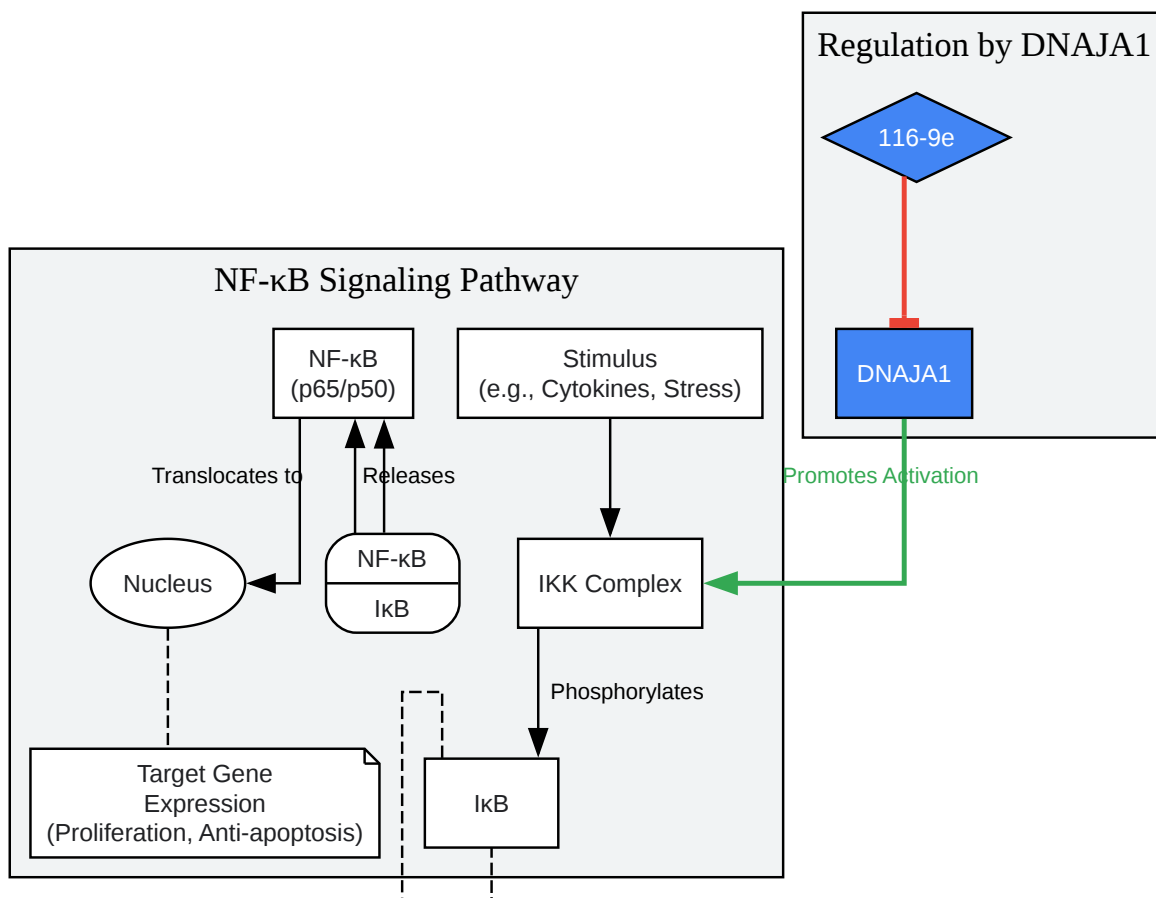 Regulation by DNAJA1
116-9e
NF-κB Signaling Pathway
NF-κB
(p65/p50)
Stimulus
(e.g., Cytokines, Stress)
DNAJA1
Translocates to
Releases
Promotes Activation
NF-κB
Nucleus
IKK Complex
IκB
Phosphorylates
Target Gene
Expression
(Proliferation, Anti-apoptosis)
IκB